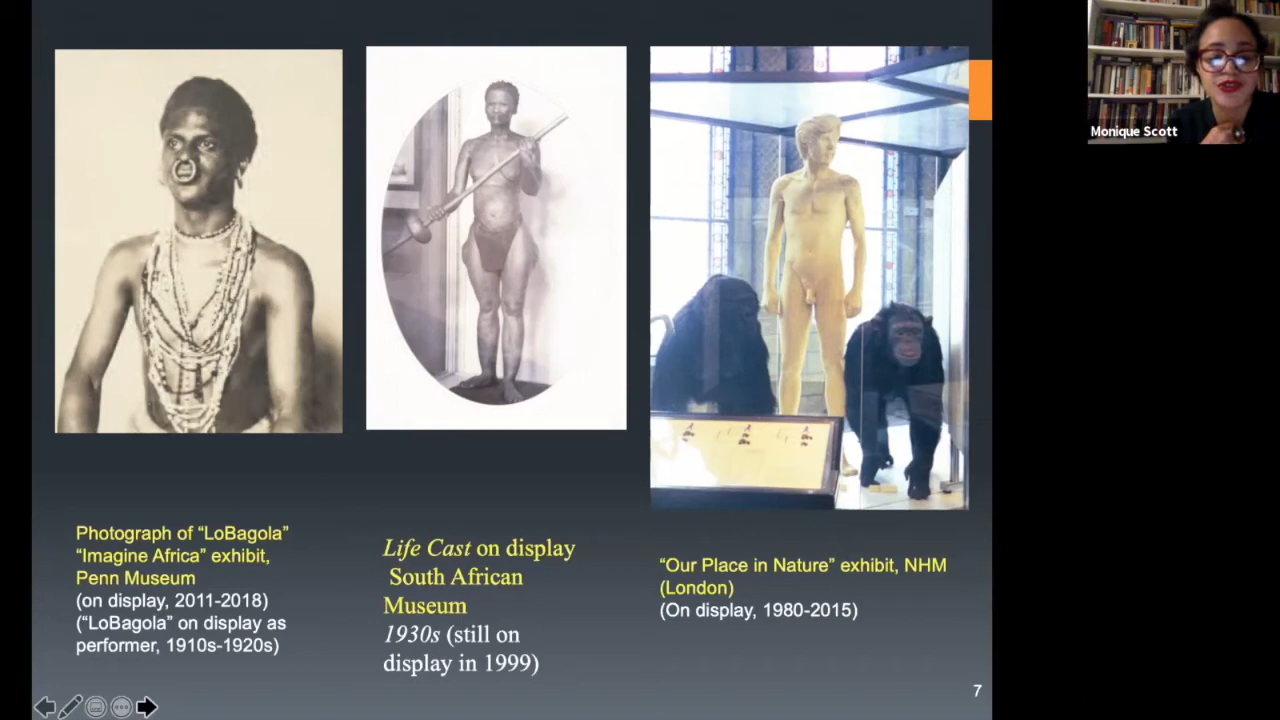 Monique Scott
Photograph of “LoBagola”
“Imagine Africa” exhibit,
Penn Museum
(on display, 2011-2018)
(“LoBagola” on display as
performer, 1910s-1920s)
Life Cast on display
South African
Museum
1930s (still on
display in 1999)
“Our Place in Nature” exhibit, NHM
(London)
(On display, 1980-2015)
7